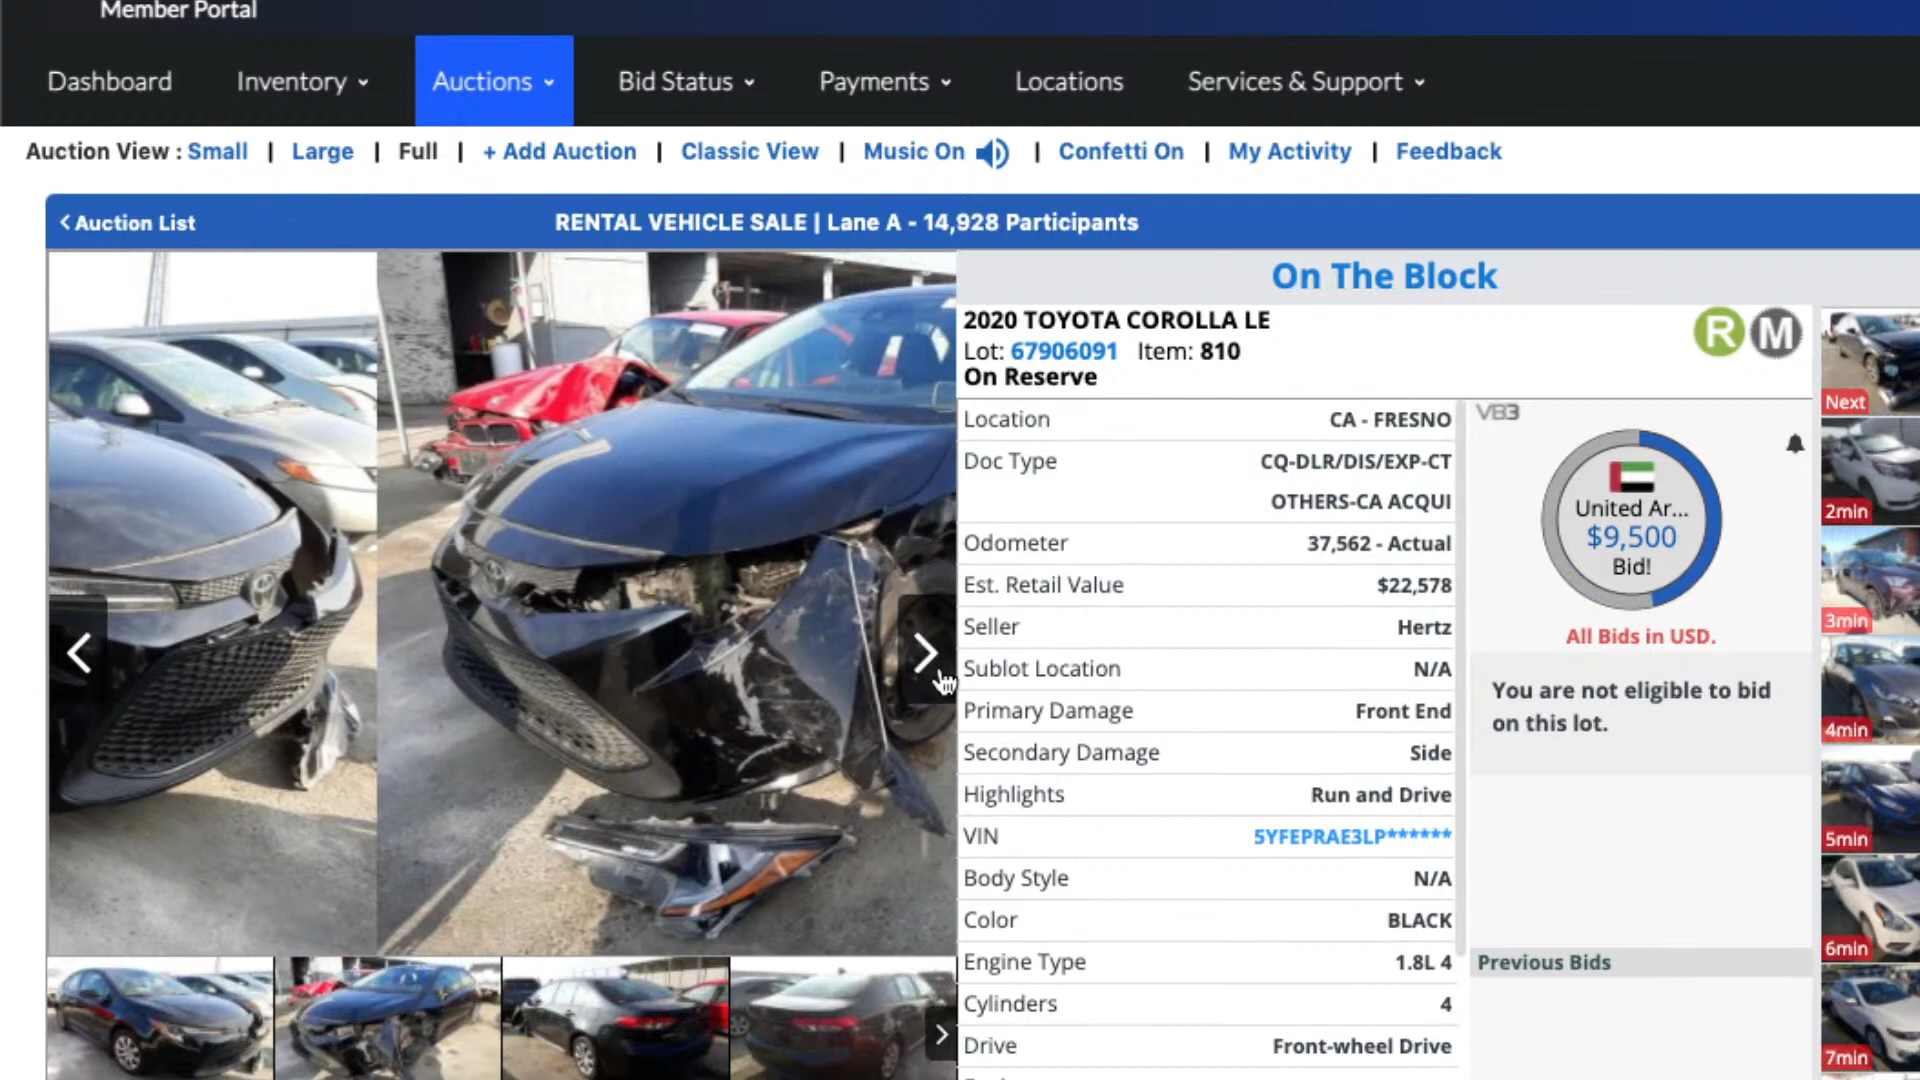 Member Portal
Dashboard Inventory Auctions Bid Status Payments Locations Services & Support
Auction View : Small | Large | Full | + Add Auction | Classic View | Music On | Confetti On | My Activity | Feedback
Auction List
RENTAL VEHICLE SALE | Lane A - 14,928 Participants
On The Block
2020 TOYOTA COROLLA LE
Lot: 67906091 Item: 810
On Reserve
R M
Location CA - FRESNO
Doc Type CQ-DLR/DIS/EXP-CT
OTHERS-CA ACQUI
Odometer 37,562 - Actual
Est. Retail Value $22,578
Seller Hertz
Sublot Location N/A
Primary Damage Front End
Secondary Damage Side
Highlights Run and Drive
VIN 5YFEPRAE3LP******
Body Style N/A
Color BLACK
Engine Type 1.8L 4
Cylinders 4
Drive Front-wheel Drive
VB3
United Ar...
$9,500
Bid!
All Bids in USD.
You are not eligible to bid
on this lot.
Previous Bids
Next
2min
3min
4min
5min
6min
7min